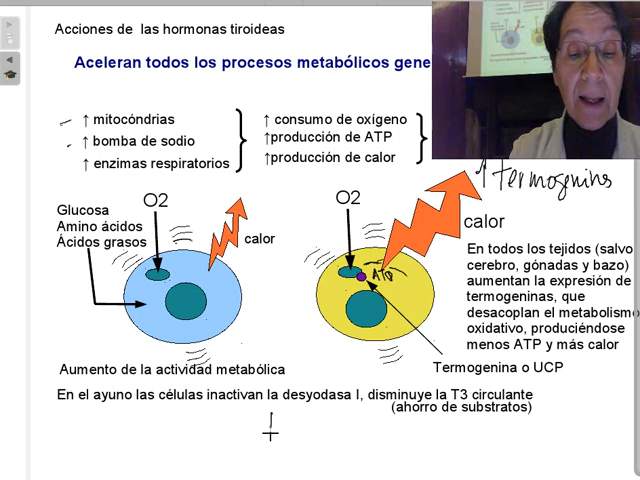 Acciones de las hormonas tiroideas
Aceleran todos los procesos metabólicos gene
↑ mitocóndrias
↑ bomba de sodio
↑ enzimas respiratorios
↑ consumo de oxígeno
↑producción de ATP
↑producción de calor
↑ termogeninas
O2
Glucosa
Amino ácidos
Ácidos grasos
calor
O2
ATP
calor
En todos los tejidos (salvo
cerebro, gónadas y bazo)
aumentan la expresión de
termogeninas, que
desacoplan el metabolismo
oxidativo, produciéndose
menos ATP y más calor
Termogenina o UCP
Aumento de la actividad metabólica
En el ayuno las células inactivan la desyodasa I, disminuye la T3 circulante
(ahorro de substratos)